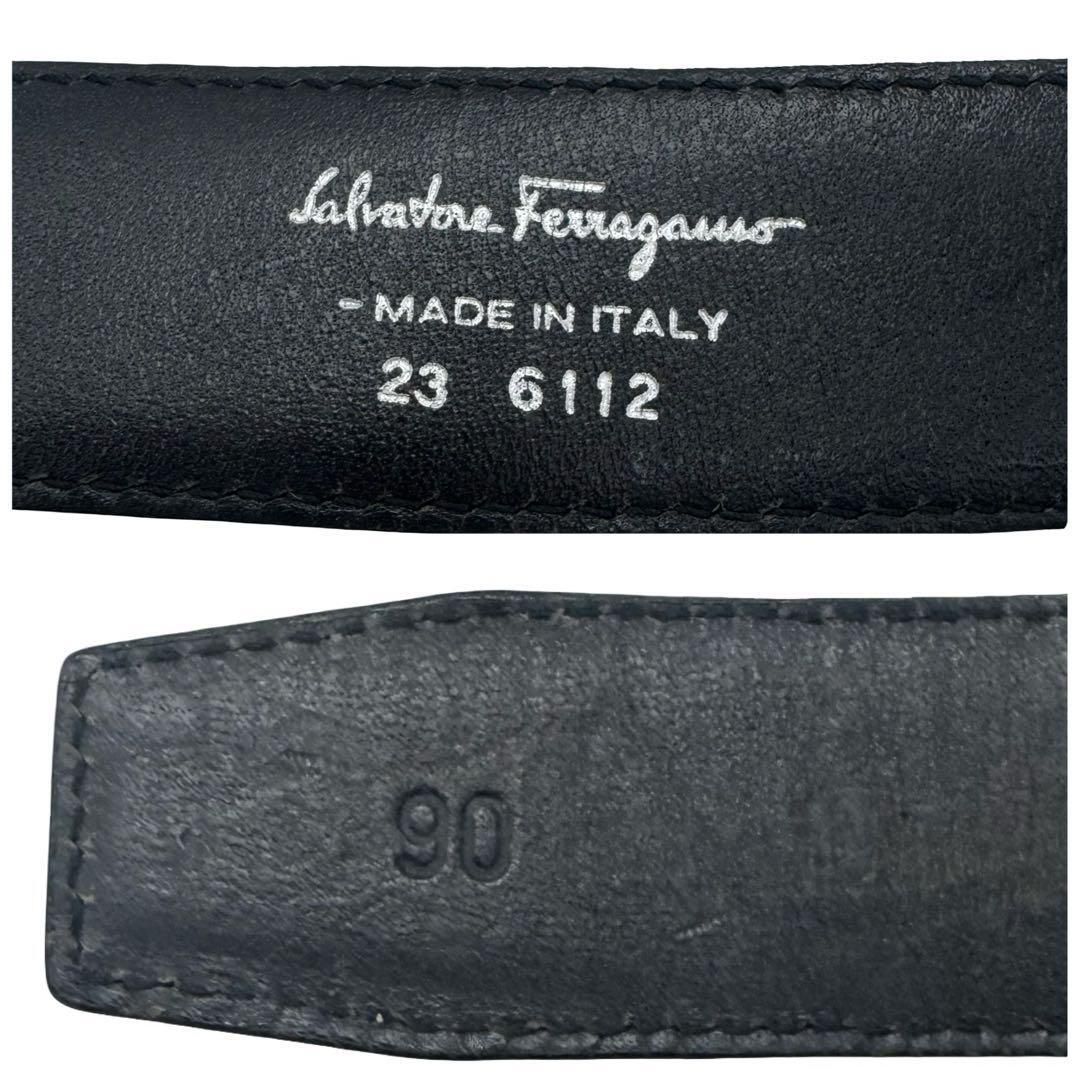 Salvatore Ferragamo
- MADE IN ITALY
23 6112
90